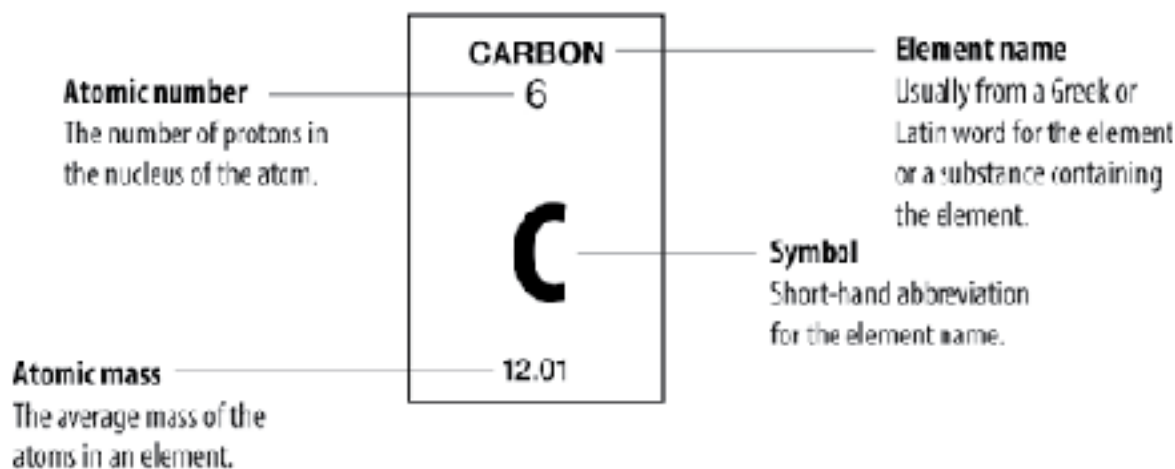 CARBON
6
C
12.01
Atomic number
The number of protons in
the nucleus of the atom.
Element name
Usually from a Greek or
Latin word for the element
or a substance containing
the element.
Symbol
Short-hand abbreviation
for the element name.
Atomic mass
The average mass of the
atoms in an element.